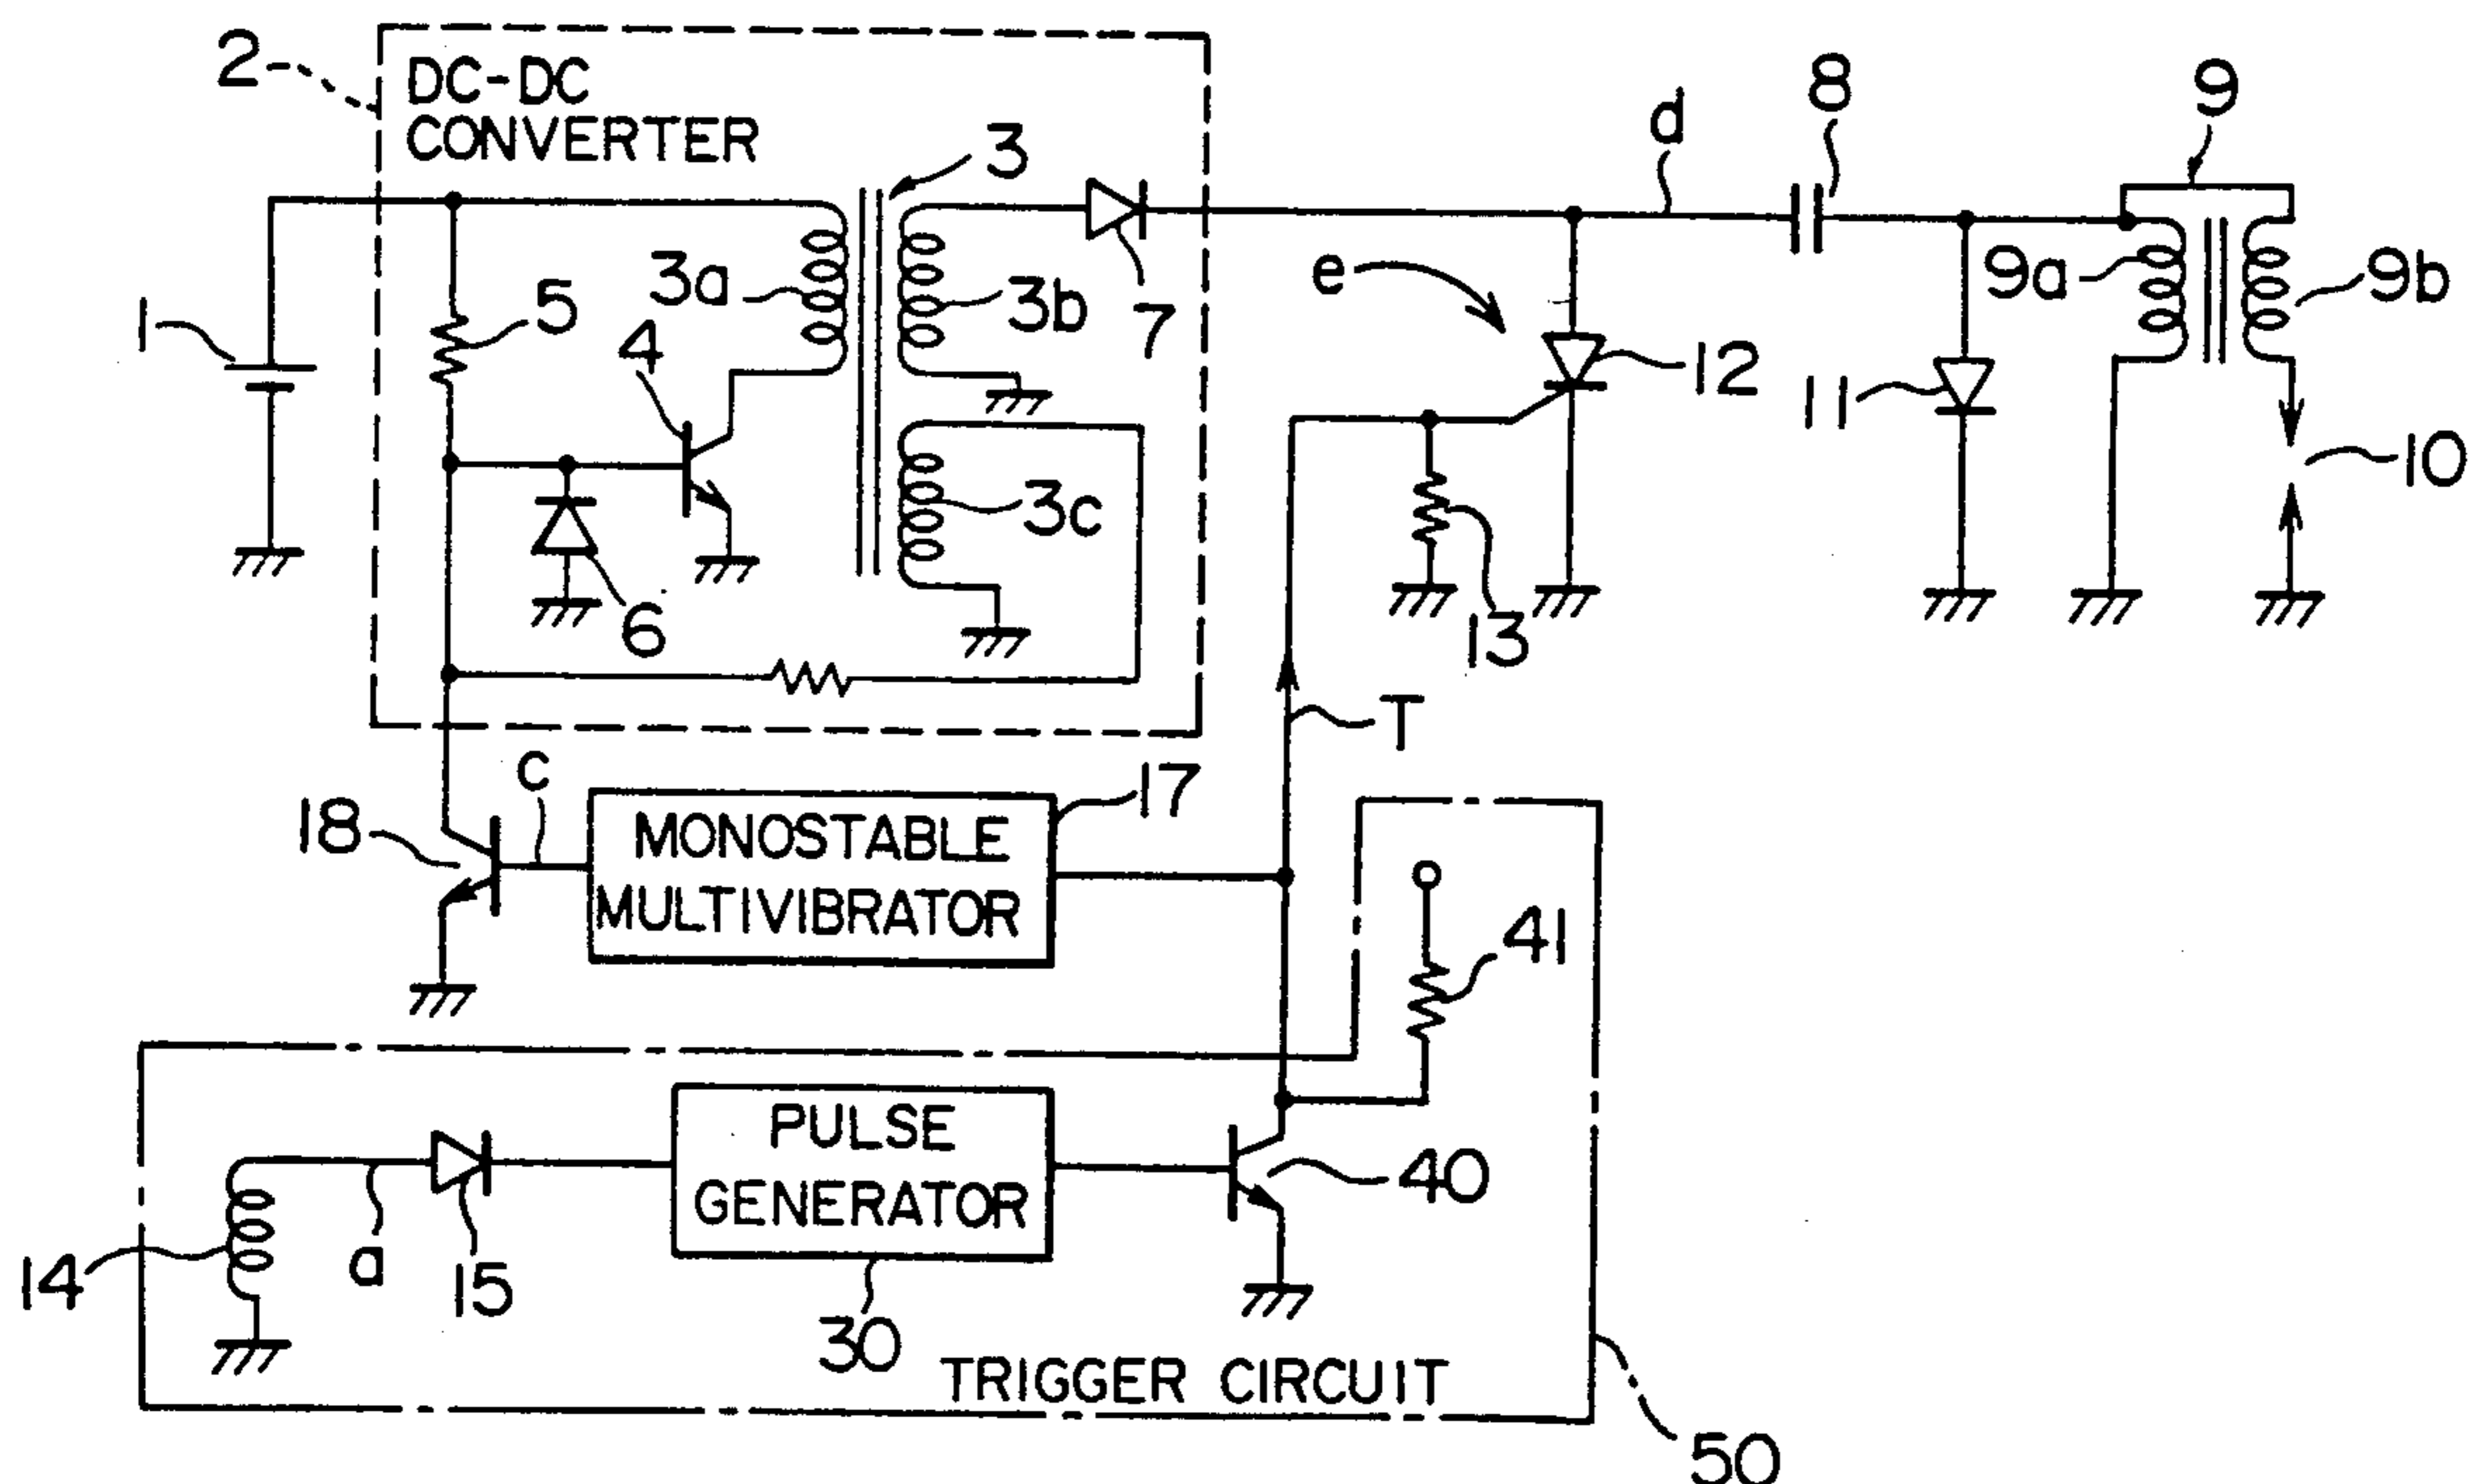 2
DC-DC
CONVERTER
3
d
8
9
1
5
3a
4
3b
7
e
12
11
9a
9b
10
3c
6
13
T
18
c
MONOSTABLE
MULTIVIBRATOR
17
41
14
a
15
PULSE
GENERATOR
30
40
TRIGGER CIRCUIT
50